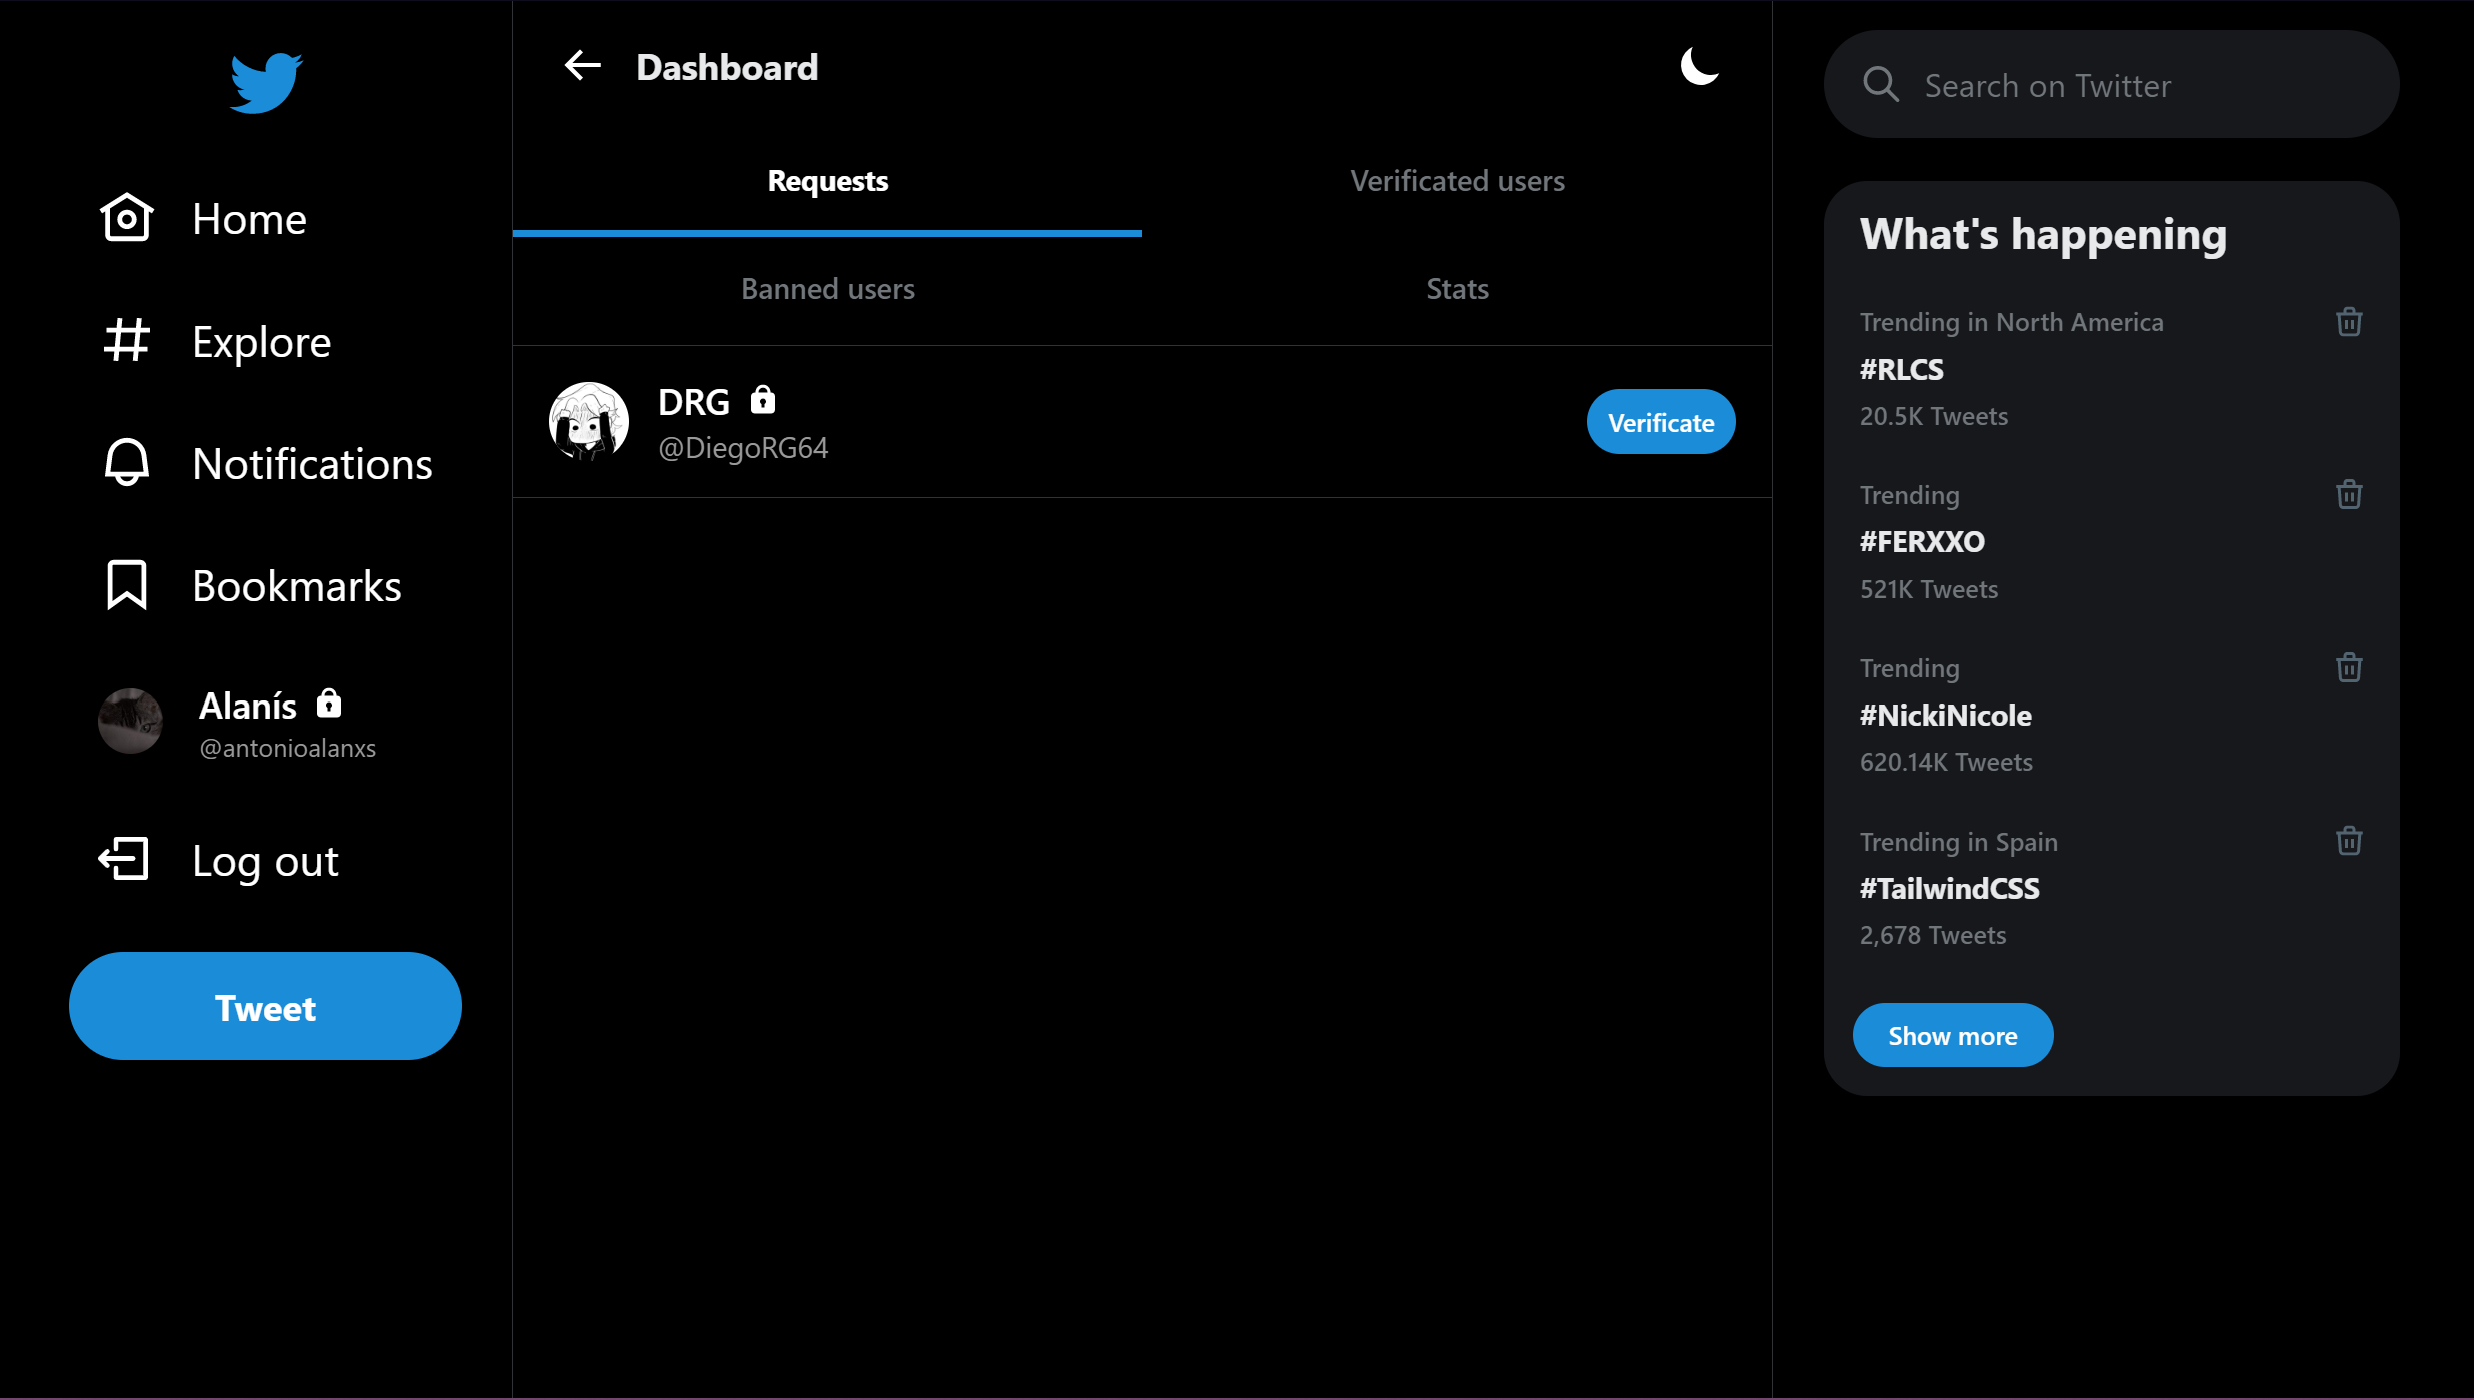 Home
Explore
Notifications
Bookmarks
Alanís
@antonioalanxs
Log out
Tweet
Dashboard
Requests
Verificated users
Banned users
Stats
DRG
@DiegoRG64
Verificate
Search on Twitter
What's happening
Trending in North America
#RLCS
20.5K Tweets
Trending
#FERXXO
521K Tweets
Trending
#NickiNicole
620.14K Tweets
Trending in Spain
#TailwindCSS
2,678 Tweets
Show more